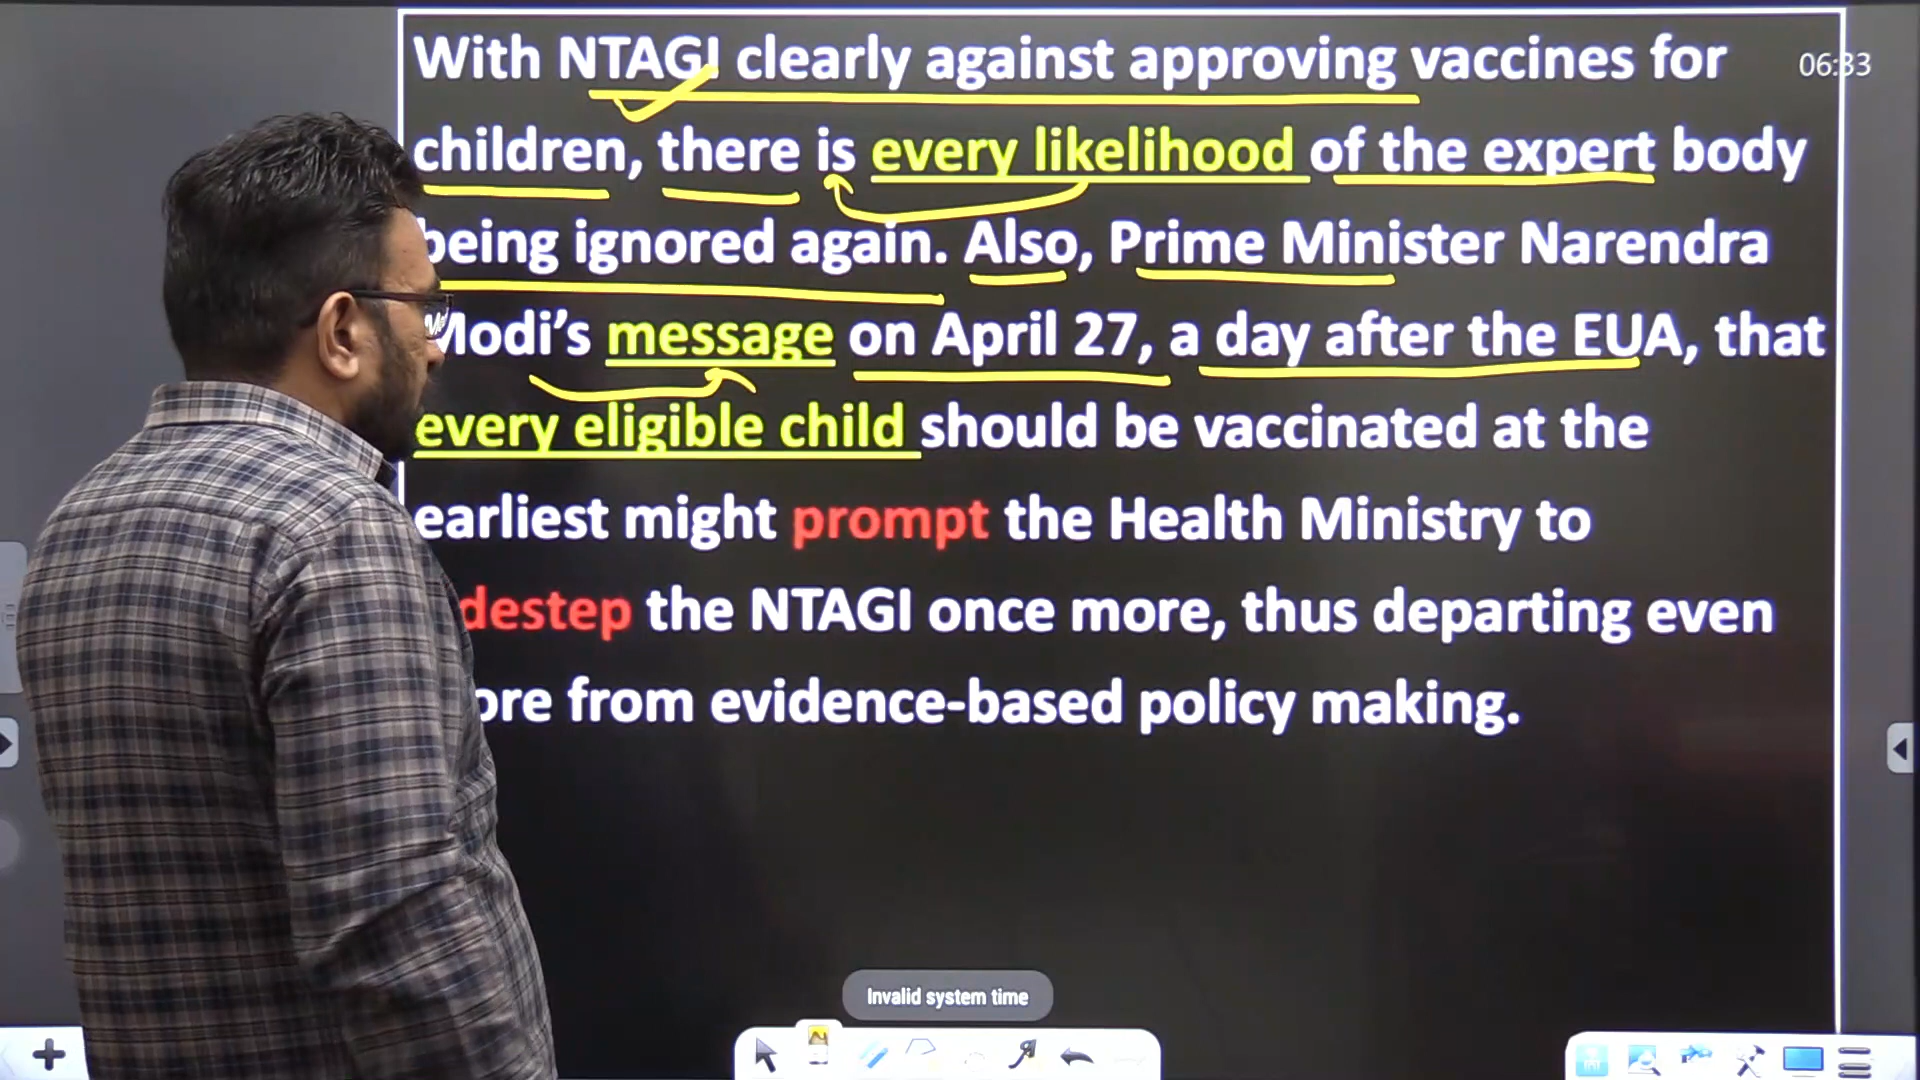 With NTAGI clearly against approving vaccines for
06:33
children, there is every likelihood of the expert body
being ignored again. Also, Prime Minister Narendra
Modi's message on April 27, a day after the EUA, that
every eligible child should be vaccinated at the
earliest might prompt the Health Ministry to
destep the NTAGI once more, thus departing even
ore from evidence-based policy making.
Invalid system time